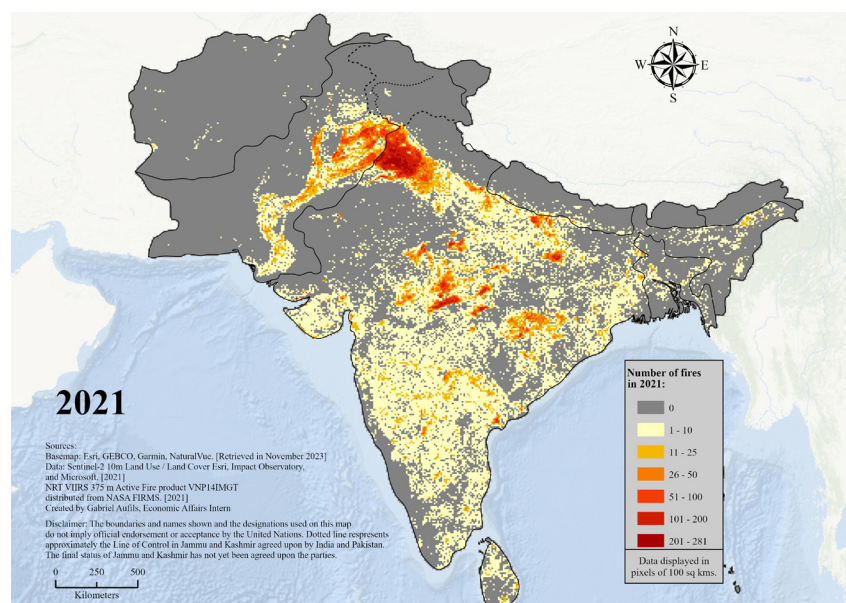 N
W E
S
2021
Sources:
Basemap: Esri, GEBCO, Garmin, NaturalVue. [Retrieved in November 2023]
Data: Sentinel-2 10m Land Use / Land Cover Esri, Impact Observatory,
and Microsoft. [2021]
NRT VIIRS 375 m Active Fire product VNP14IMGT
distributed from NASA FIRMS. [2021]
Created by Gabriel Aufils, Economic Affairs Intern
Disclaimer: The boundaries and names shown and the designations used on this map
do not imply official endorsement or acceptance by the United Nations. Dotted line respresents
approximately the Line of Control in Jammu and Kashmir agreed upon by India and Pakistan.
The final status of Jammu and Kashmir has not yet been agreed upon the parties.
0 250 500
Kilometers
Number of fires
in 2021:
0
1 - 10
11 - 25
26 - 50
51 - 100
101 - 200
201 - 281
Data displayed in
pixels of 100 sq kms.